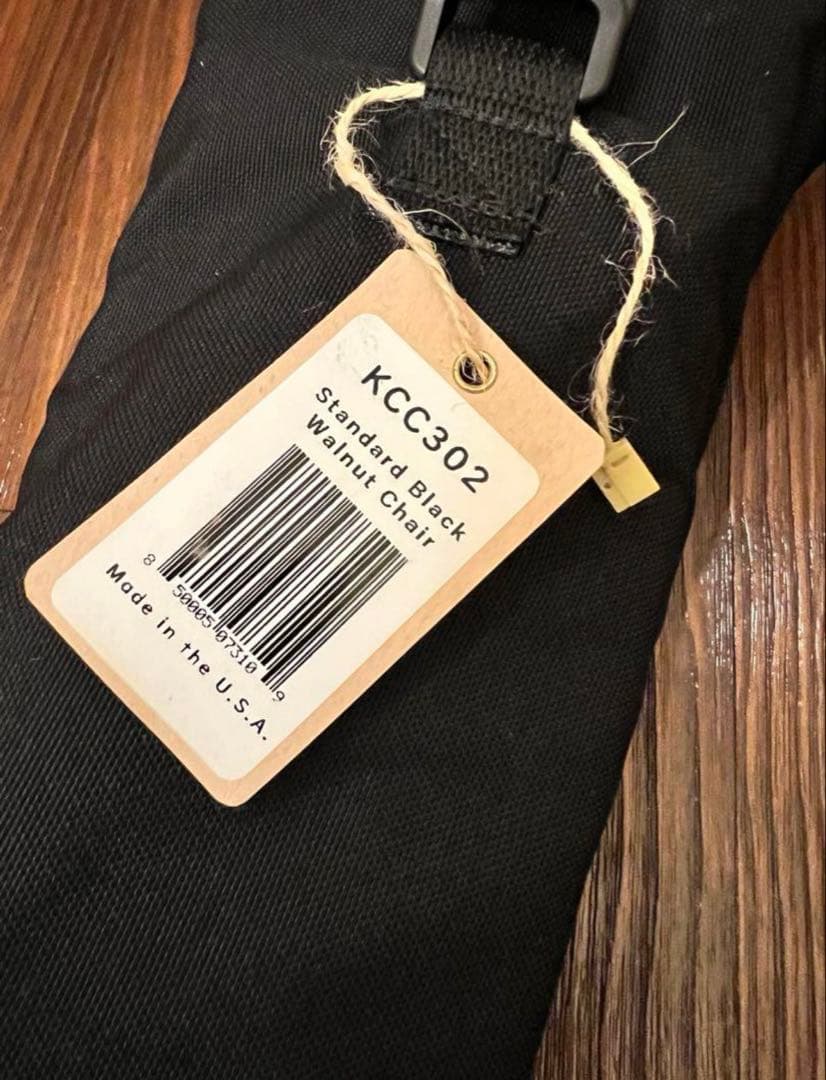 KCC302
Standard Black
Walnut Chair
8 50005 07310 9
Made in the U.S.A.